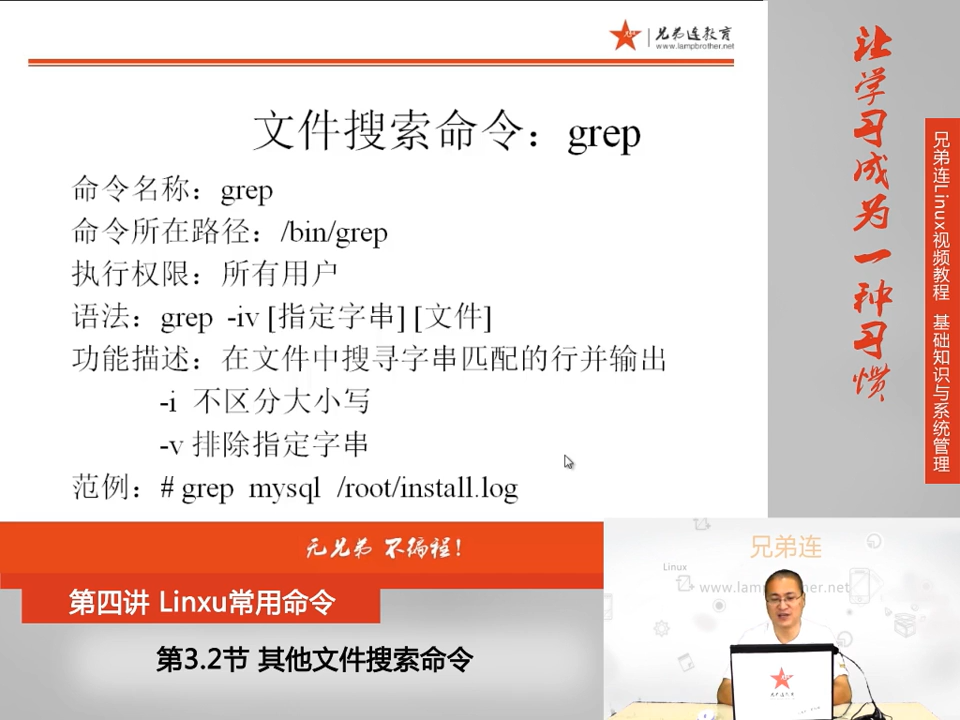 兄弟连教育
www.lampbrother.net
文件搜索命令：grep
命令名称：grep
命令所在路径：/bin/grep
执行权限：所有用户
语法：grep -iv [指定字串] [文件]
功能描述：在文件中搜寻字串匹配的行并输出
-i 不区分大小写
-v 排除指定字串
范例：# grep mysql /root/install.log
让学习成为一种习惯
兄弟连Linux视频教程 基础知识与系统管理
无兄弟 不编程！
第四讲 Linxu常用命令
第3.2节 其他文件搜索命令
兄弟连
Linux
www.lam
her.net